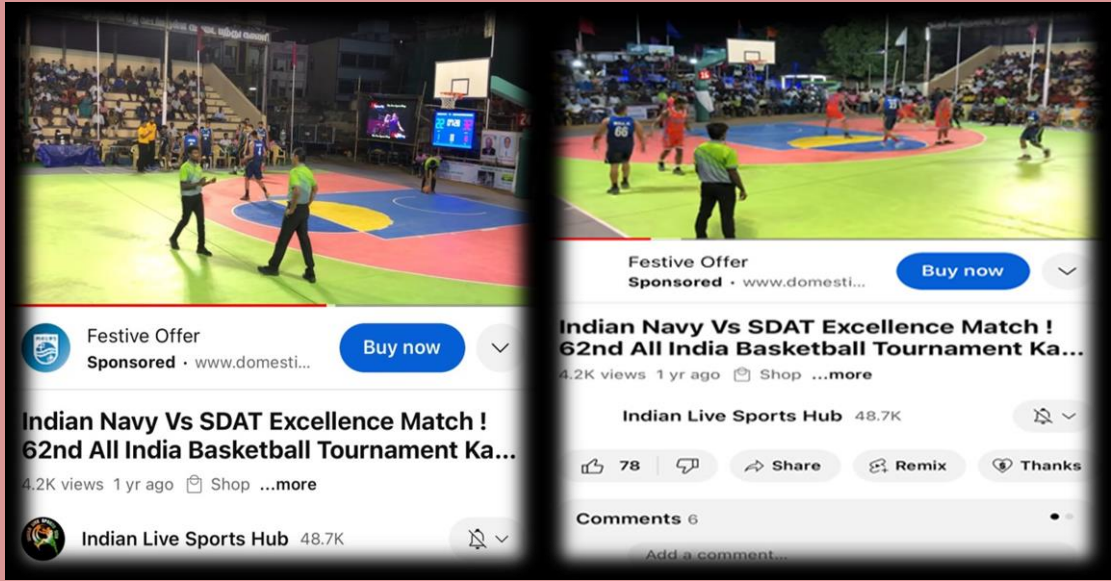 Festive Offer
Sponsored · www.domesti...
Buy now
Indian Navy Vs SDAT Excellence Match !
62nd All India Basketball Tournament Ka...
4.2K views 1 yr ago Shop ...more
Indian Live Sports Hub 48.7K
66
Festive Offer
Sponsored · www.domesti...
Buy now
Indian Navy Vs SDAT Excellence Match !
62nd All India Basketball Tournament Ka...
4.2K views 1 yr ago Shop ...more
Indian Live Sports Hub 48.7K
78 Share Remix Thanks
Comments 6
Add a comment...